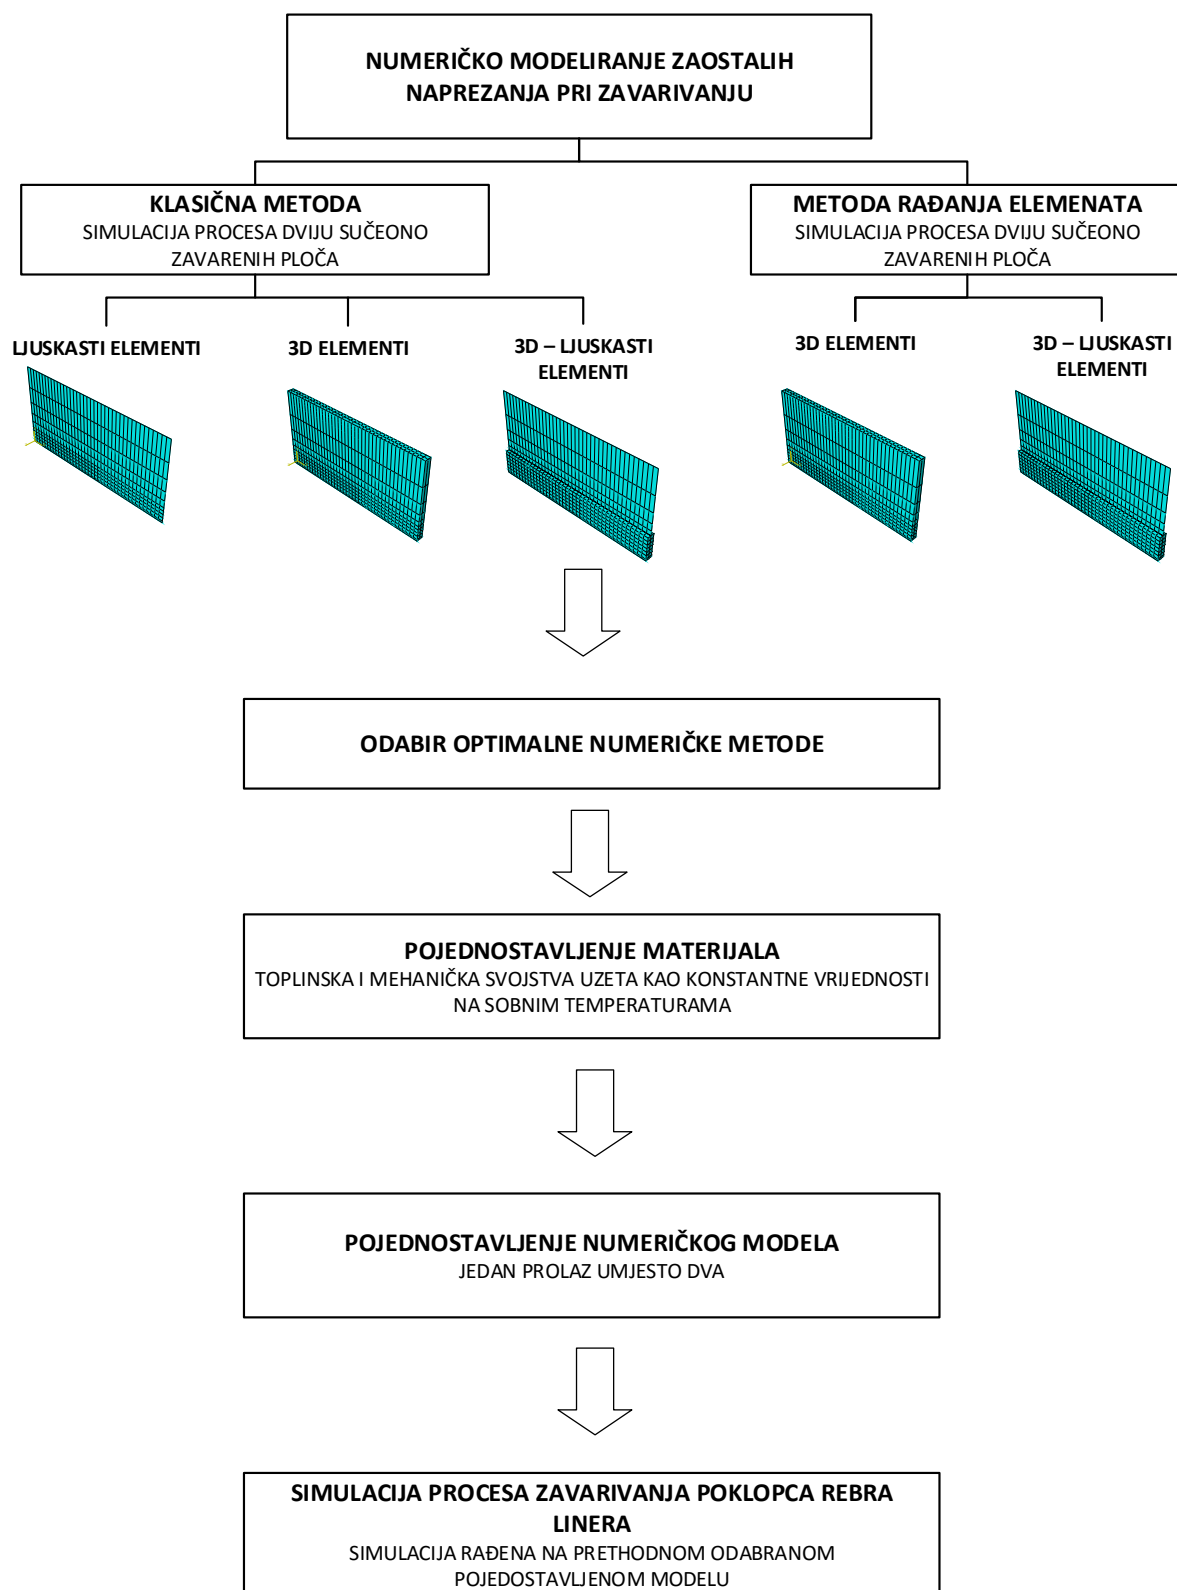 NUMERIČKO MODELIRANJE ZAOSTALIH
NAPREZANJA PRI ZAVARIVANJU
KLASIČNA METODA
SIMULACIJA PROCESA DVIJU SUČEONO
ZAVARENIH PLOČA
METODA RAĐANJA ELEMENATA
SIMULACIJA PROCESA DVIJU SUČEONO
ZAVARENIH PLOČA
LJUSKASTI ELEMENTI
3D ELEMENTI
3D – LJUSKASTI
ELEMENTI
3D ELEMENTI
3D – LJUSKASTI
ELEMENTI
ODABIR OPTIMALNE NUMERIČKE METODE
POJEDNOSTAVLJENJE MATERIJALA
TOPLINSKA I MEHANIČKA SVOJSTVA UZETA KAO KONSTANTNE VRIJEDNOSTI
NA SOBNIM TEMPERATURAMA
POJEDNOSTAVLJENJE NUMERIČKOG MODELA
JEDAN PROLAZ UMJESTO DVA
SIMULACIJA PROCESA ZAVARIVANJA POKLOPCA REBRA
LINERA
SIMULACIJA RAĐENA NA PRETHODNOM ODABRANOM
POJEDOSTAVLJENOM MODELU